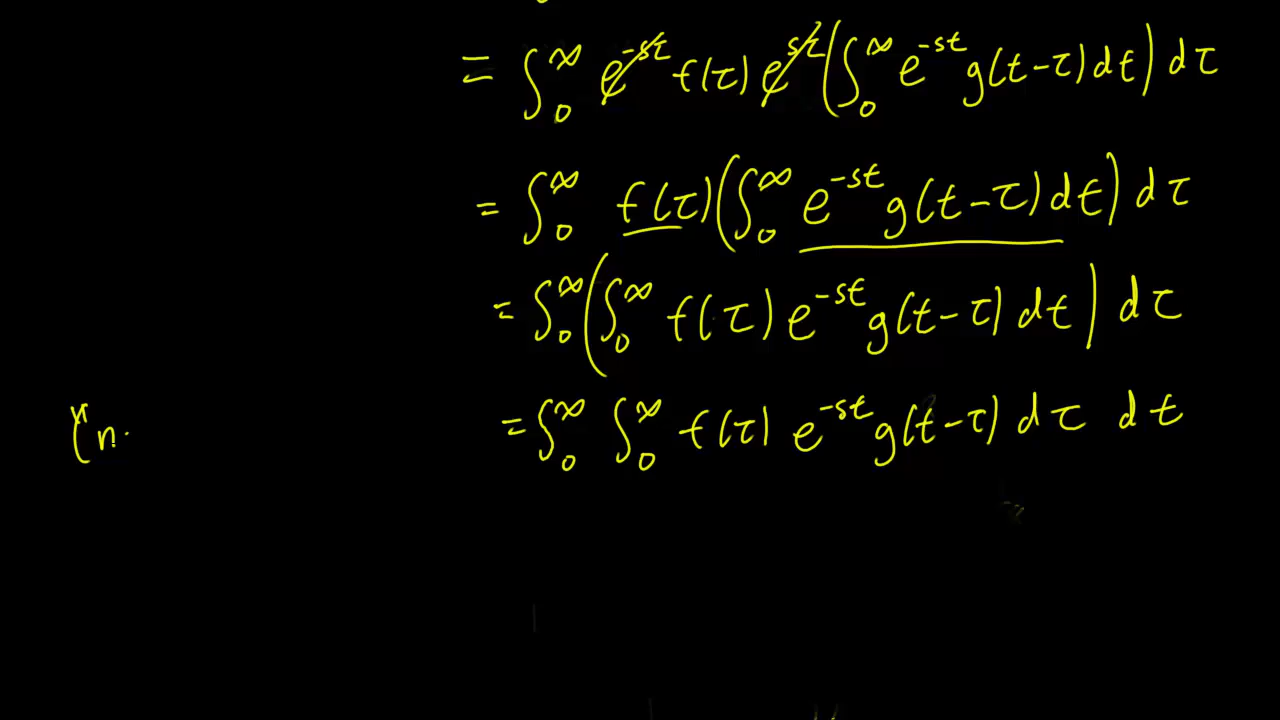 = ∫₀^∞ e^{-sτ} f(τ) e^{sτ} (∫₀^∞ e^{-st} g(t-τ) dt) dτ
= ∫₀^∞ f(τ) (∫₀^∞ e^{-st} g(t-τ) dt) dτ
= ∫₀^∞ (∫₀^∞ f(τ) e^{-st} g(t-τ) dt) dτ
= ∫₀^∞ ∫₀^∞ f(τ) e^{-st} g(t-τ) dτ dt